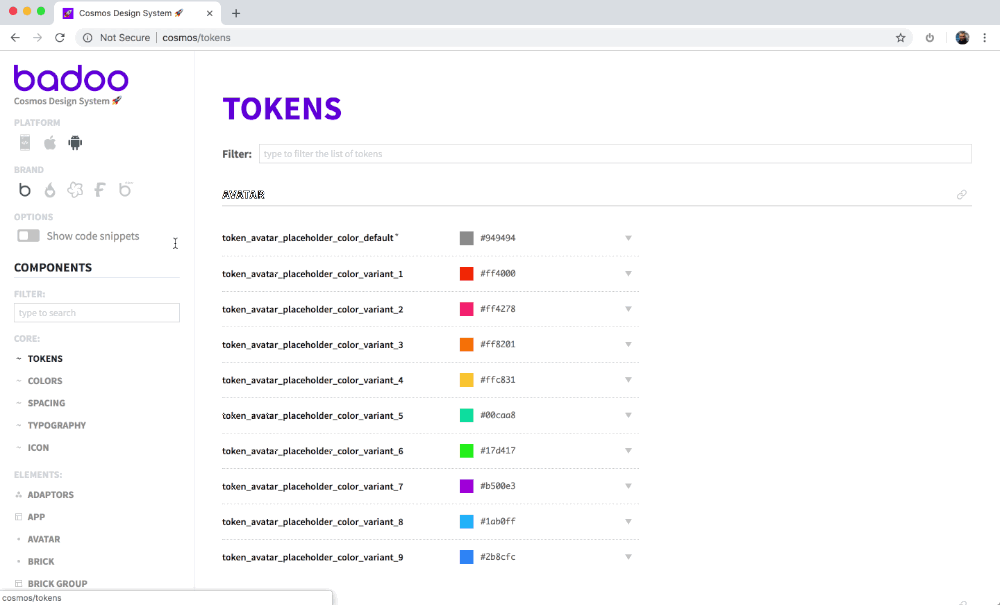 Cosmos Design System 🚀
Not Secure | cosmos/tokens
badoo
Cosmos Design System 🚀
PLATFORM
BRAND
OPTIONS
Show code snippets
COMPONENTS
FILTER:
type to search
CORE:
~ TOKENS
~ COLORS
~ SPACING
~ TYPOGRAPHY
~ ICON
ELEMENTS:
ADAPTORS
APP
AVATAR
BRICK
BRICK GROUP
cosmos/tokens
TOKENS
Filter: type to filter the list of tokens
AVATAR
token_avatar_placeholder_color_default* #949494
token_avatar_placeholder_color_variant_1 #ff4000
token_avatar_placeholder_color_variant_2 #ff4278
token_avatar_placeholder_color_variant_3 #ff8201
token_avatar_placeholder_color_variant_4 #ffc831
token_avatar_placeholder_color_variant_5 #00caa8
token_avatar_placeholder_color_variant_6 #17d417
token_avatar_placeholder_color_variant_7 #b500e3
token_avatar_placeholder_color_variant_8 #1ab0ff
token_avatar_placeholder_color_variant_9 #2b8cfc